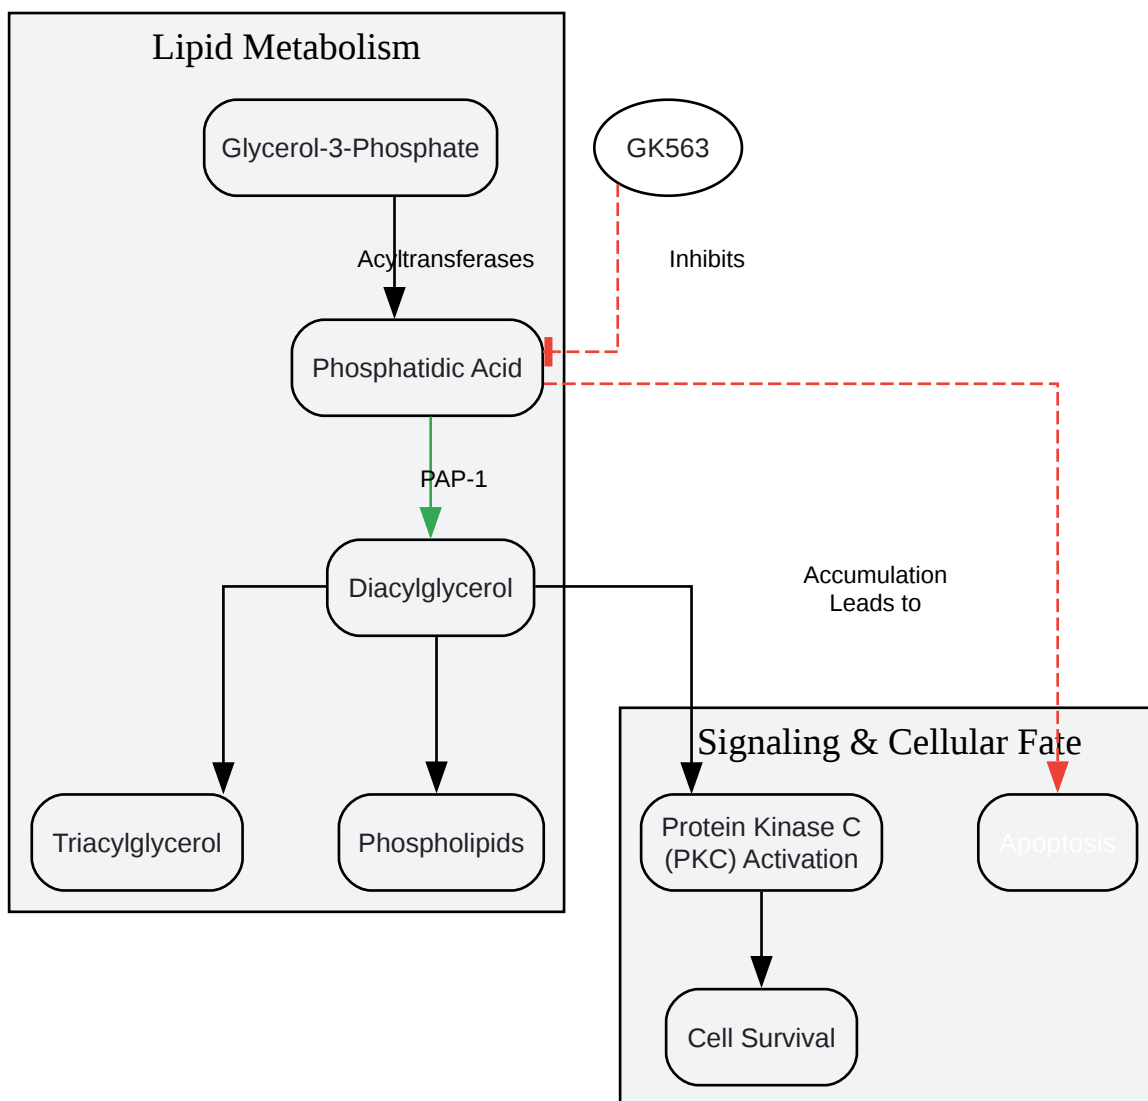 Lipid Metabolism
Glycerol-3-Phosphate
GK563
Acyltransferases
Inhibits
Phosphatidic Acid
PAP-1
Diacylglycerol
Accumulation
Leads to
Signaling & Cellular Fate
Triacylglycerol
Phospholipids
Protein Kinase C
(PKC) Activation
Apoptosis
Cell Survival